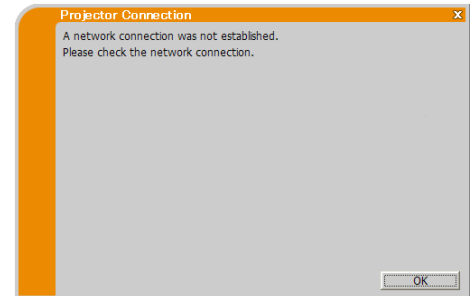 Projector Connection
x
A network connection was not established.
Please check the network connection.
OK